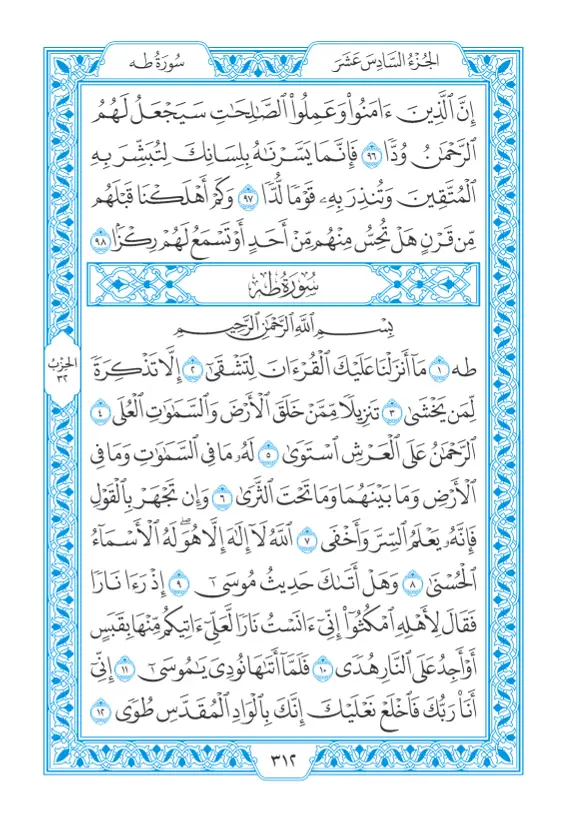 الجُزْءُ السَّادِسَ عَشَرَ
سُورَةُ طه
إِنَّ ٱلَّذِينَ ءَامَنُوا۟ وَعَمِلُوا۟ ٱلصَّـٰلِحَـٰتِ سَيَجْعَلُ لَهُمُ
ٱلرَّحْمَـٰنُ وُدًّا ٩٦ فَإِنَّمَا يَسَّرْنَـٰهُ بِلِسَانِكَ لِتُبَشِّرَ بِهِ
ٱلْمُتَّقِينَ وَتُنذِرَ بِهِۦ قَوْمًا لُّدًّا ٩٧ وَكَمْ أَهْلَكْنَا قَبْلَهُم
مِّن قَرْنٍ هَلْ تُحِسُّ مِنْهُم مِّنْ أَحَدٍ أَوْ تَسْمَعُ لَهُمْ رِكْزًۢا ٩٨
سُورَةُ طه
بِسْمِ ٱللَّهِ ٱلرَّحْمَـٰنِ ٱلرَّحِيمِ
طه ١ مَآ أَنزَلْنَا عَلَيْكَ ٱلْقُرْءَانَ لِتَشْقَىٰٓ ٢ إِلَّا تَذْكِرَةً
لِّمَن يَخْشَىٰ ٣ تَنزِيلًا مِّمَّنْ خَلَقَ ٱلْأَرْضَ وَٱلسَّمَـٰوَٰتِ ٱلْعُلَى ٤
ٱلرَّحْمَـٰنُ عَلَى ٱلْعَرْشِ ٱسْتَوَىٰ ٥ لَهُۥ مَا فِى ٱلسَّمَـٰوَٰتِ وَمَا فِى
ٱلْأَرْضِ وَمَا بَيْنَهُمَا وَمَا تَحْتَ ٱلثَّرَىٰ ٦ وَإِن تَجْهَرْ بِٱلْقَوْلِ
فَإِنَّهُۥ يَعْلَمُ ٱلسِّرَّ وَأَخْفَى ٧ ٱللَّهُ لَآ إِلَـٰهَ إِلَّا هُوَ ۖ لَهُ ٱلْأَسْمَآءُ
ٱلْحُسْنَىٰ ٨ وَهَلْ أَتَىٰكَ حَدِيثُ مُوسَىٰٓ ٩ إِذْ رَءَا نَارًا
فَقَالَ لِأَهْلِهِ ٱمْكُثُوٓا۟ إِنِّىٓ ءَانَسْتُ نَارًا لَّعَلِّىٓ ءَاتِيكُم مِّنْهَا بِقَبَسٍ
أَوْ أَجِدُ عَلَى ٱلنَّارِ هُدًى ١٠ فَلَمَّآ أَتَىٰهَا نُودِىَ يَـٰمُوسَىٰٓ ١١ إِنِّىٓ
أَنَا۠ رَبُّكَ فَٱخْلَعْ نَعْلَيْكَ ۖ إِنَّكَ بِٱلْوَادِ ٱلْمُقَدَّسِ طُوًى ١٢
الحِزْبُ
٣٢
٣١٢